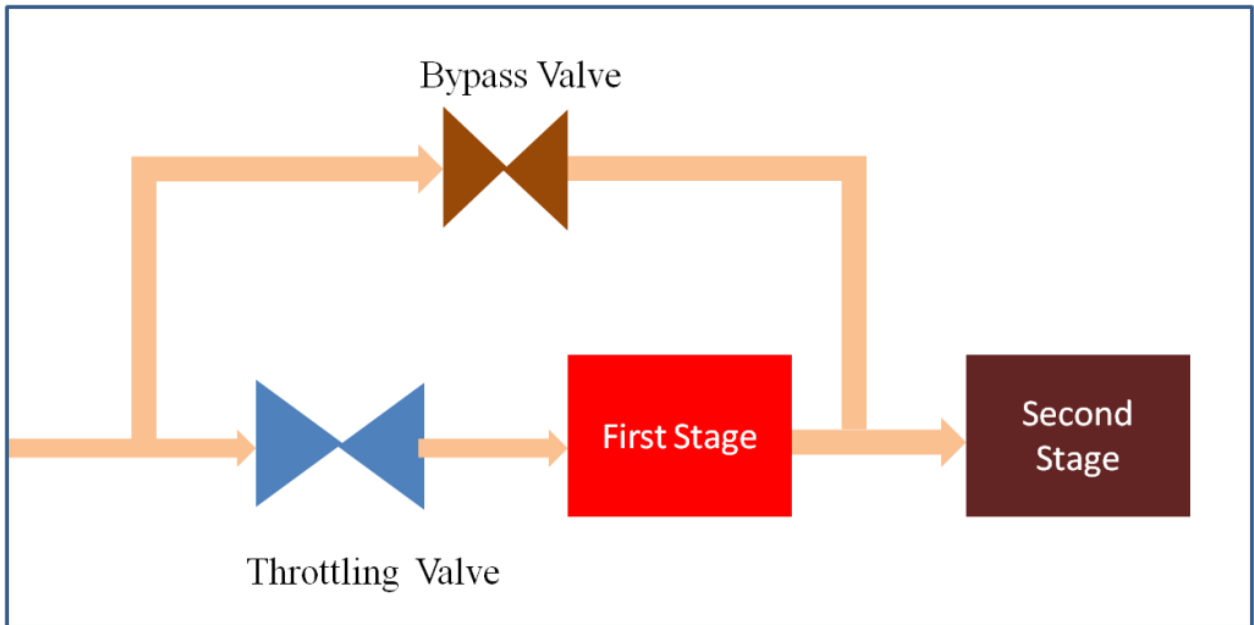 Bypass Valve
First Stage
Second
Stage
Throttling Valve